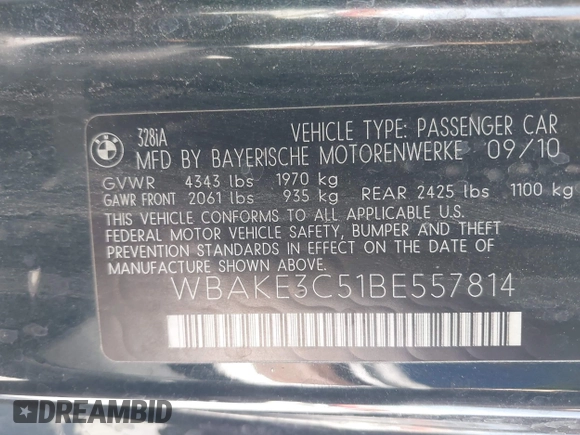 328iA VEHICLE TYPE: PASSENGER CAR
MFD BY BAYERISCHE MOTORENWERKE 09/10
GVWR 4343 lbs 1970 kg
GAWR FRONT 2061 lbs 935 kg REAR 2425 lbs 1100 kg
THIS VEHICLE CONFORMS TO ALL APPLICABLE U.S.
FEDERAL MOTOR VEHICLE SAFETY, BUMPER AND THEFT
PREVENTION STANDARDS IN EFFECT ON THE DATE OF
MANUFACTURE SHOWN ABOVE.
WBAKE3C51BE557814
DREAMBID